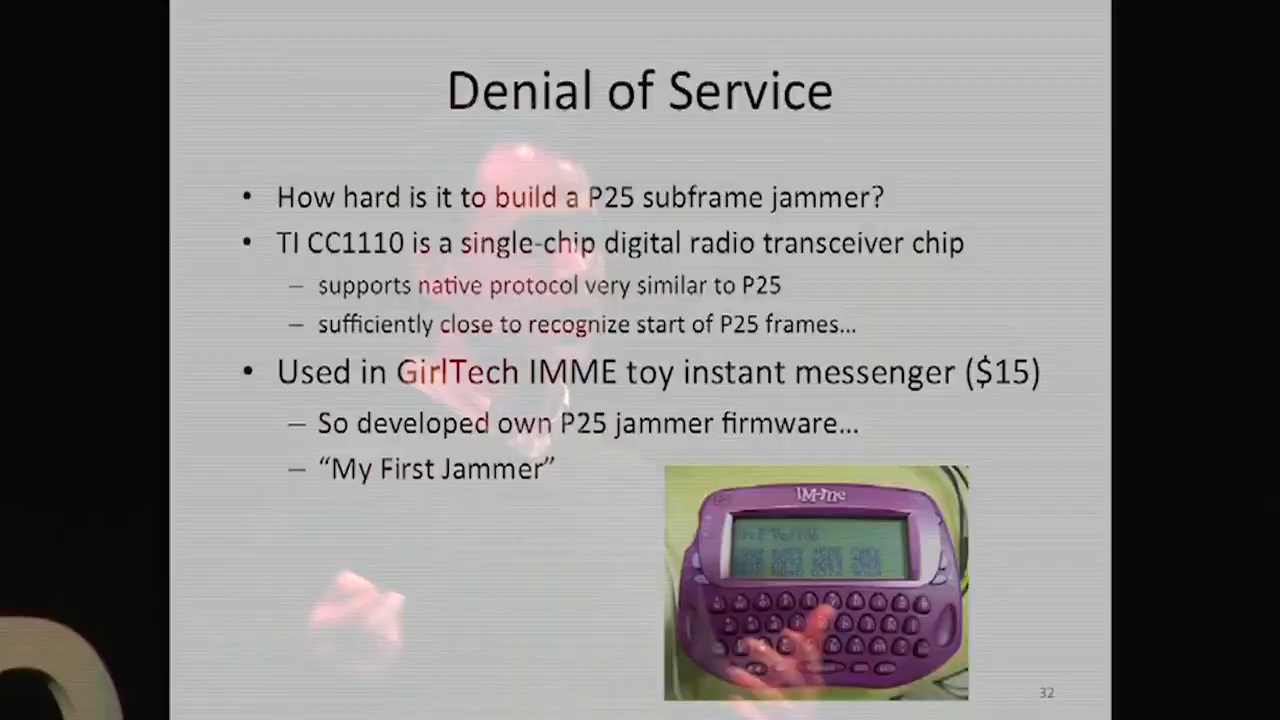 Denial of Service
• How hard is it to build a P25 subframe jammer?
• TI CC1110 is a single-chip digital radio transceiver chip
– supports native protocol very similar to P25
– sufficiently close to recognize start of P25 frames…
• Used in GirlTech IMME toy instant messenger ($15)
– So developed own P25 jammer firmware…
– “My First Jammer”
IM-me
32